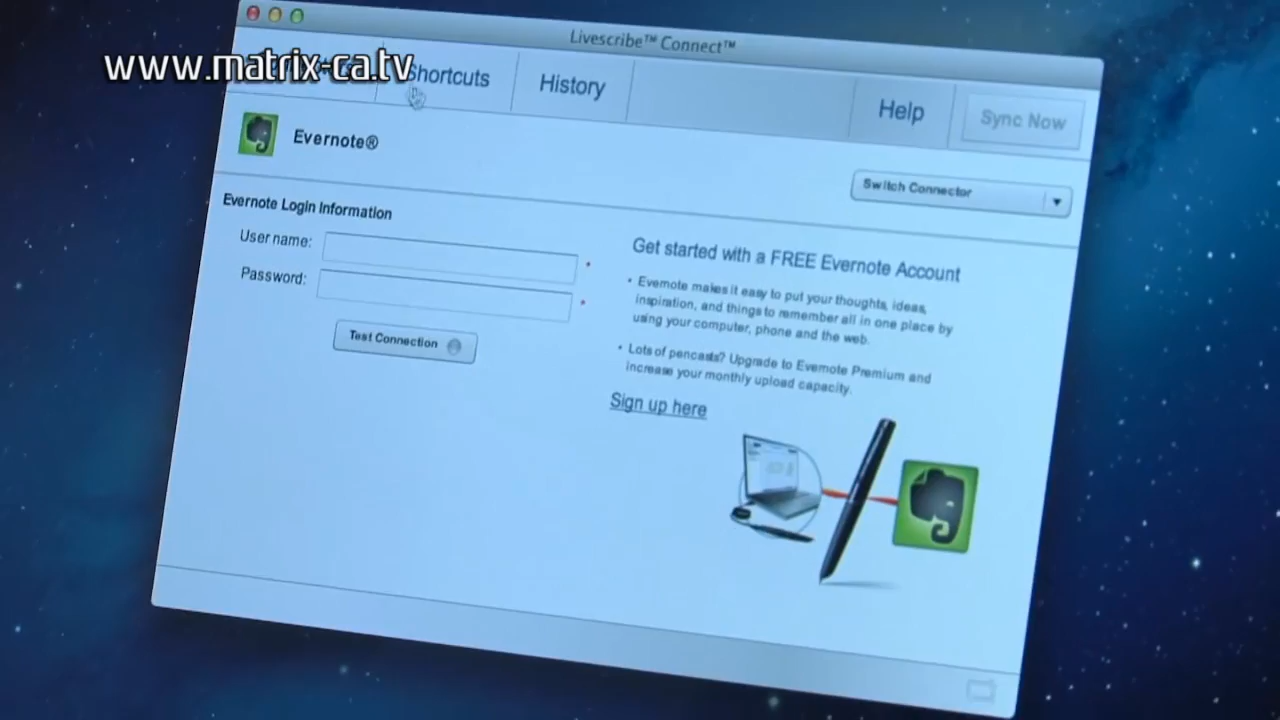 Livescribe™ Connect™
www.matrix-ca.tv
Shortcuts
History
Help
Sync Now
Evernote®
Switch Connector
Evernote Login Information
User name:
Password:
Test Connection
Get started with a FREE Evernote Account
• Evernote makes it easy to put your thoughts, ideas,
inspiration, and things to remember all in one place by
using your computer, phone and the web.
• Lots of pencasts? Upgrade to Evernote Premium and
increase your monthly upload capacity.
Sign up here